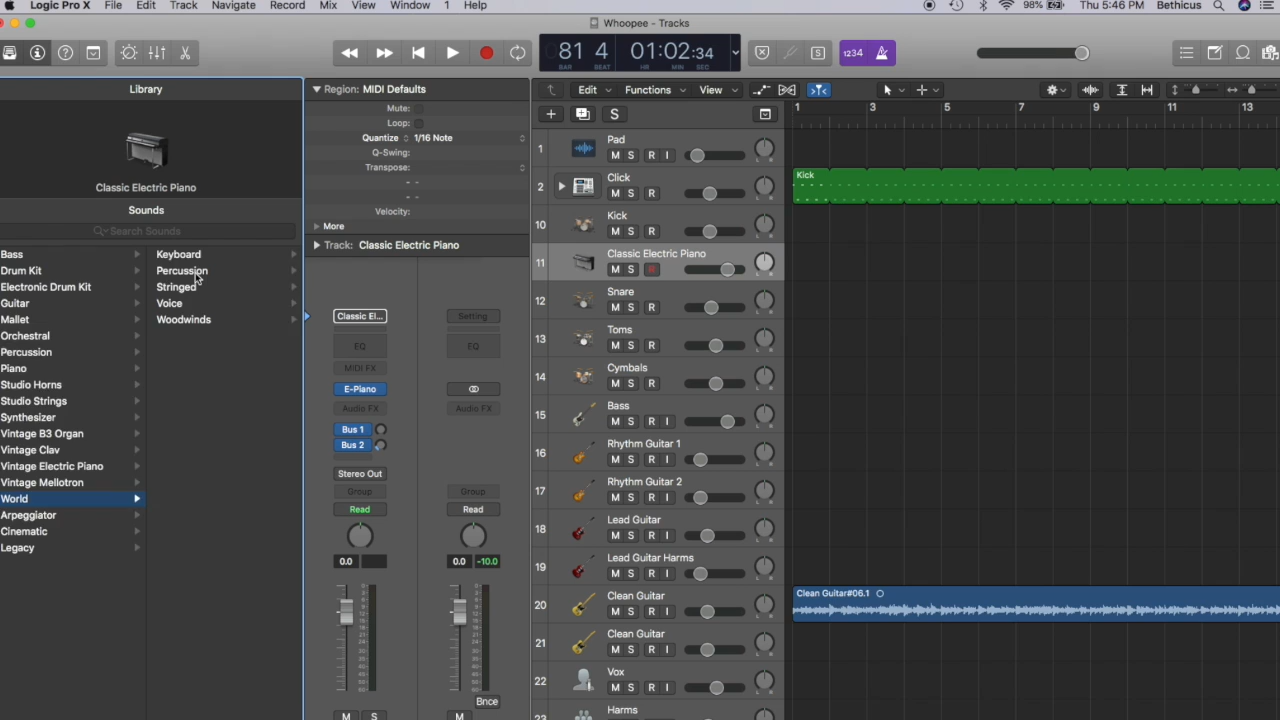 Logic Pro X File Edit Track Navigate Record Mix View Window 1 Help 98% Thu 5:46 PM Bethicus
Whoopee - Tracks
81 4 01:02:34
BAR BEAT HR MIN SEC
1234
Library
Classic Electric Piano
Sounds
Search Sounds
Bass
Drum Kit
Electronic Drum Kit
Guitar
Mallet
Orchestral
Percussion
Piano
Studio Horns
Studio Strings
Synthesizer
Vintage B3 Organ
Vintage Clav
Vintage Electric Piano
Vintage Mellotron
World
Arpeggiator
Cinematic
Legacy
Keyboard
Percussion
Stringed
Voice
Woodwinds
Region: MIDI Defaults
Mute:
Loop:
Quantize 1/16 Note
Q-Swing:
Transpose:
Velocity:
More
Track: Classic Electric Piano
Classic El... Setting
EQ EQ
MIDI FX
E-Piano
Audio FX Audio FX
Bus 1
Bus 2
Stereo Out
Group Group
Read Read
0.0 0.0 -10.0
Bnce
M S M
Edit Functions View
S
1 3 5 7 9 11 13
1 Pad
M S R I
2 Click
M S R
10 Kick
M S R
11 Classic Electric Piano
M S R
12 Snare
M S R
13 Toms
M S R
14 Cymbals
M S R
15 Bass
M S R I
16 Rhythm Guitar 1
M S R I
17 Rhythm Guitar 2
M S R I
18 Lead Guitar
M S R I
19 Lead Guitar Harms
M S R I
20 Clean Guitar
M S R I
21 Clean Guitar
M S R I
22 Vox
M S R I
23 Harms
Kick
Clean Guitar#06.1